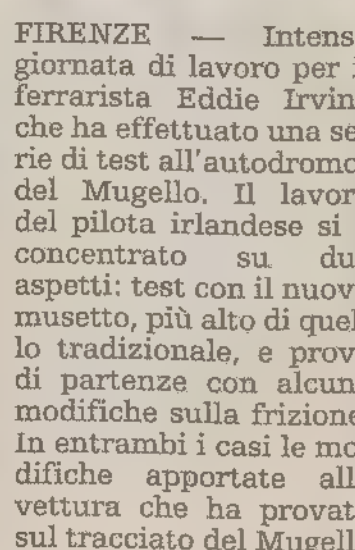 FIRENZE — Intens
giornata di lavoro per i
ferrarista Eddie Irvin
che ha effettuato una se
rie di test all'autodromo
del Mugello. Il lavor
del pilota irlandese si
concentrato su du
aspetti: test con il nuov
musetto, più alto di quel
lo tradizionale, e prov
di partenze con alcun
modifiche sulla frizione
In entrambi i casi le mo
difiche apportate all
vettura che ha provat
sul tracciato del Mugell